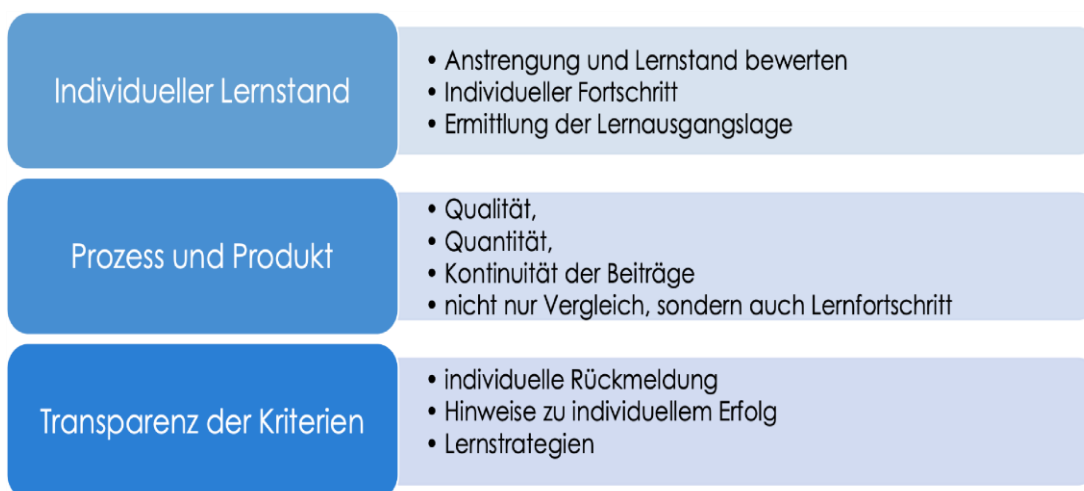 Individueller Lernstand
• Anstrengung und Lernstand bewerten
• Individueller Fortschritt
• Ermittlung der Lernausgangslage
Prozess und Produkt
• Qualität,
• Quantität,
• Kontinuität der Beiträge
• nicht nur Vergleich, sondern auch Lernfortschritt
Transparenz der Kriterien
• individuelle Rückmeldung
• Hinweise zu individuellem Erfolg
• Lernstrategien